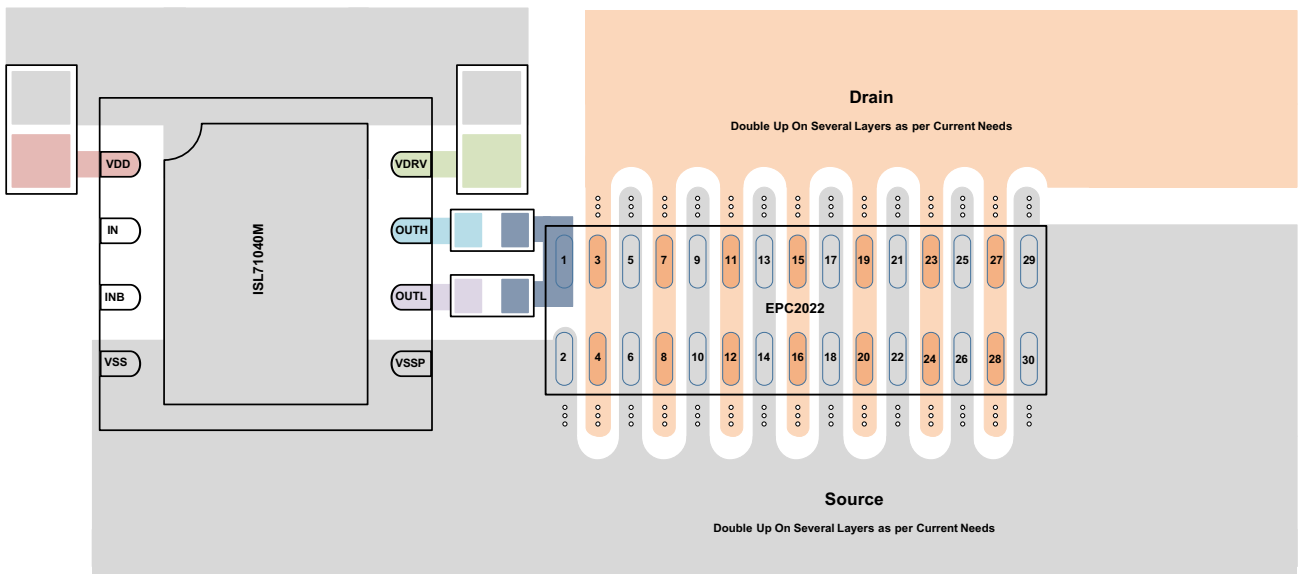 Drain
Double Up On Several Layers as per Current Needs
VDD
VDRV
IN
OUTH
INB
OUTL
VSS
VSSP
ISL71040M
1
3
5
7
9
11
13
15
17
19
21
23
25
27
29
EPC2022
2
4
6
8
10
12
14
16
18
20
22
24
26
28
30
Source
Double Up On Several Layers as per Current Needs